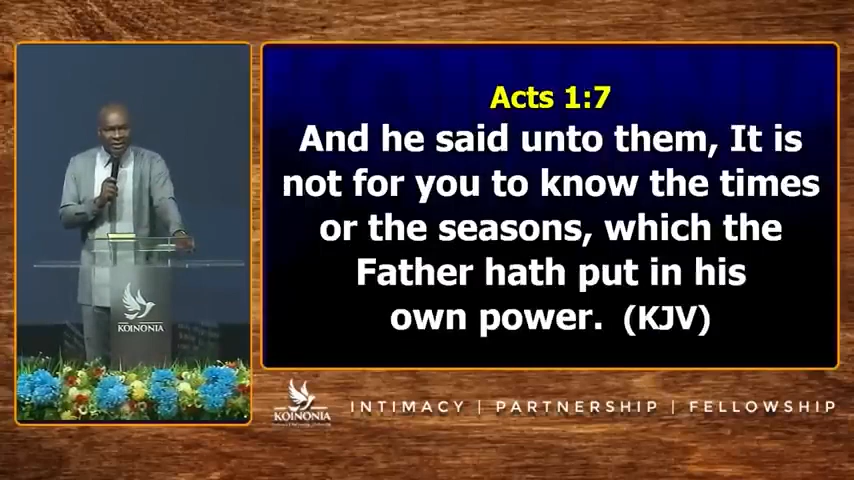 Acts 1:7
And he said unto them, It is
not for you to know the times
or the seasons, which the
Father hath put in his
own power. (KJV)
KOINONIA
KOINONIA
INTIMACY | PARTNERSHIP | FELLOWSHIP